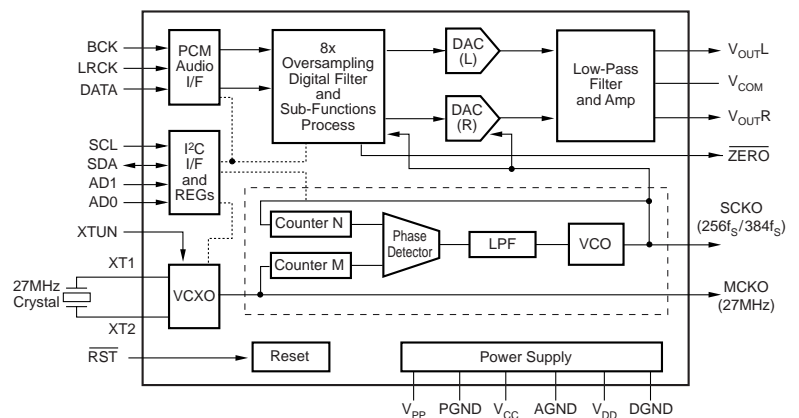 BCK
LRCK
DATA
PCM
Audio
I/F
8x
Oversampling
Digital Filter
and
Sub-Functions
Process
DAC
(L)
DAC
(R)
Low-Pass
Filter
and Amp
VOUTL
VCOM
VOUTR
ZERO
SCL
SDA
AD1
AD0
I2C
I/F
and
REGs
XTUN
XT1
27MHz
Crystal
XT2
VCXO
Counter N
Counter M
Phase
Detector
LPF
VCO
SCKO
(256fS/384fS)
MCKO
(27MHz)
RST
Reset
Power Supply
VPP PGND VCC AGND VDD DGND